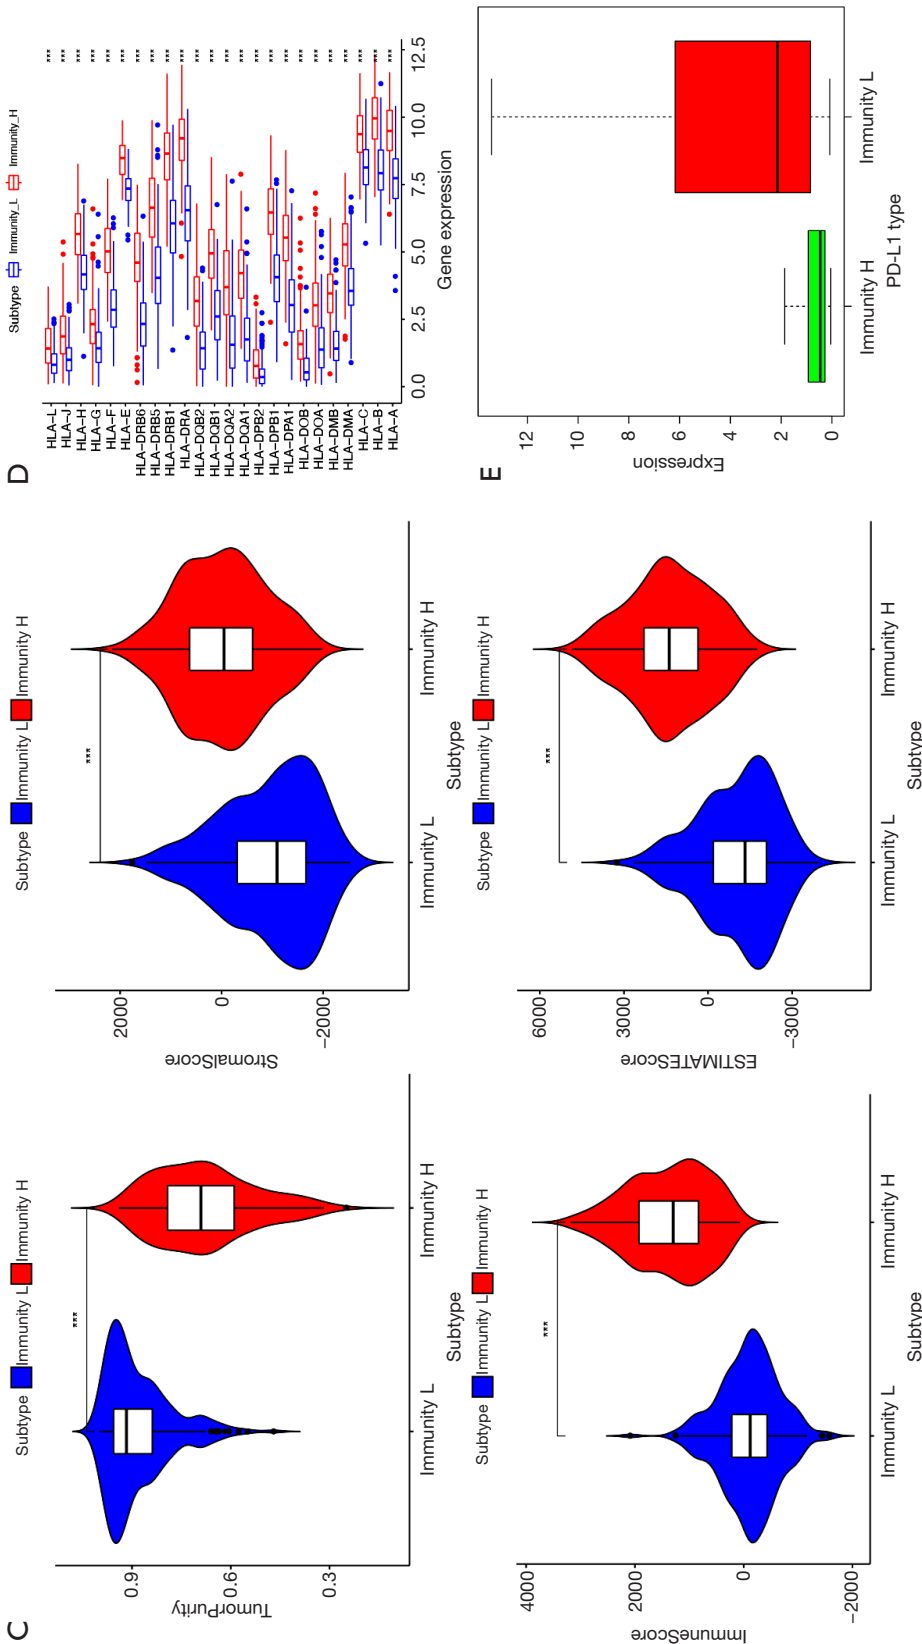 C
Subtype Immunity L Immunity H
***
TumorPurity
0.9
0.6
0.3
Immunity L
Immunity H
Subtype
Subtype Immunity L Immunity H
***
StromalScore
2000
0
-2000
Immunity L
Immunity H
Subtype
Subtype Immunity L Immunity H
***
ImmuneScore
4000
2000
0
-2000
Immunity L
Immunity H
Subtype
Subtype Immunity L Immunity H
***
ESTIMATEScore
6000
3000
0
-3000
Immunity L
Immunity H
Subtype
D
Subtype Immunity_L Immunity_H
HLA-L ***
HLA-J ***
HLA-H ***
HLA-G ***
HLA-F ***
HLA-E ***
HLA-DRB6 ***
HLA-DRB5 ***
HLA-DRB1 ***
HLA-DRA ***
HLA-DQB2 ***
HLA-DQB1 ***
HLA-DQA2 ***
HLA-DQA1 ***
HLA-DPB2 ***
HLA-DPB1 ***
HLA-DPA1 ***
HLA-DOB ***
HLA-DOA ***
HLA-DMB ***
HLA-DMA ***
HLA-C ***
HLA-B ***
HLA-A ***
0.0 2.5 5.0 7.5 10.0 12.5
Gene expression
E
Expression
12
10
8
6
4
2
0
Immunity H
Immunity L
PD-L1 type